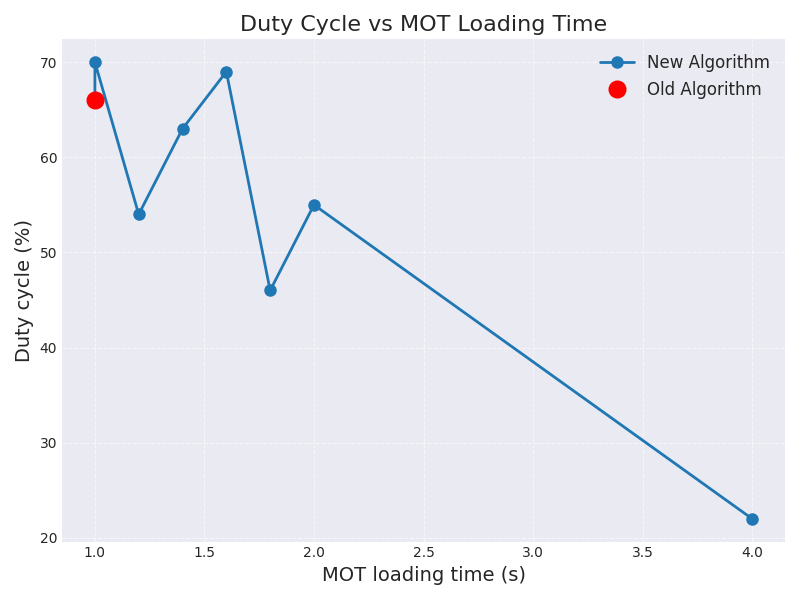 Duty Cycle vs MOT Loading Time
New Algorithm
Old Algorithm
Duty cycle (%)
70
60
50
40
30
20
1.0 1.5 2.0 2.5 3.0 3.5 4.0
MOT loading time (s)